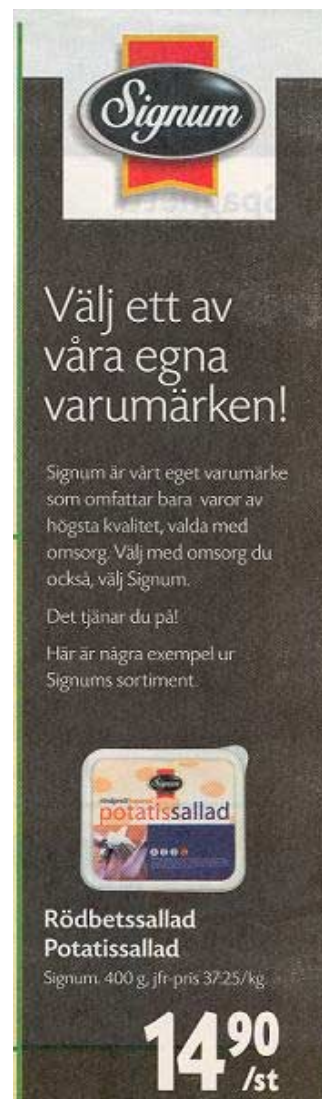 Signum
Välj ett av
våra egna
varumärken!
Signum är vårt eget varumärke
som omfattar bara varor av
högsta kvalitet, valda med
omsorg. Välj med omsorg du
också, välj Signum.
Det tjänar du på!
Här är några exempel ur
Signums sortiment.
Signum
potatissallad
Rödbetssallad
Potatissallad
Signum. 400 g, jfr-pris 37:25/kg
14 90
/st